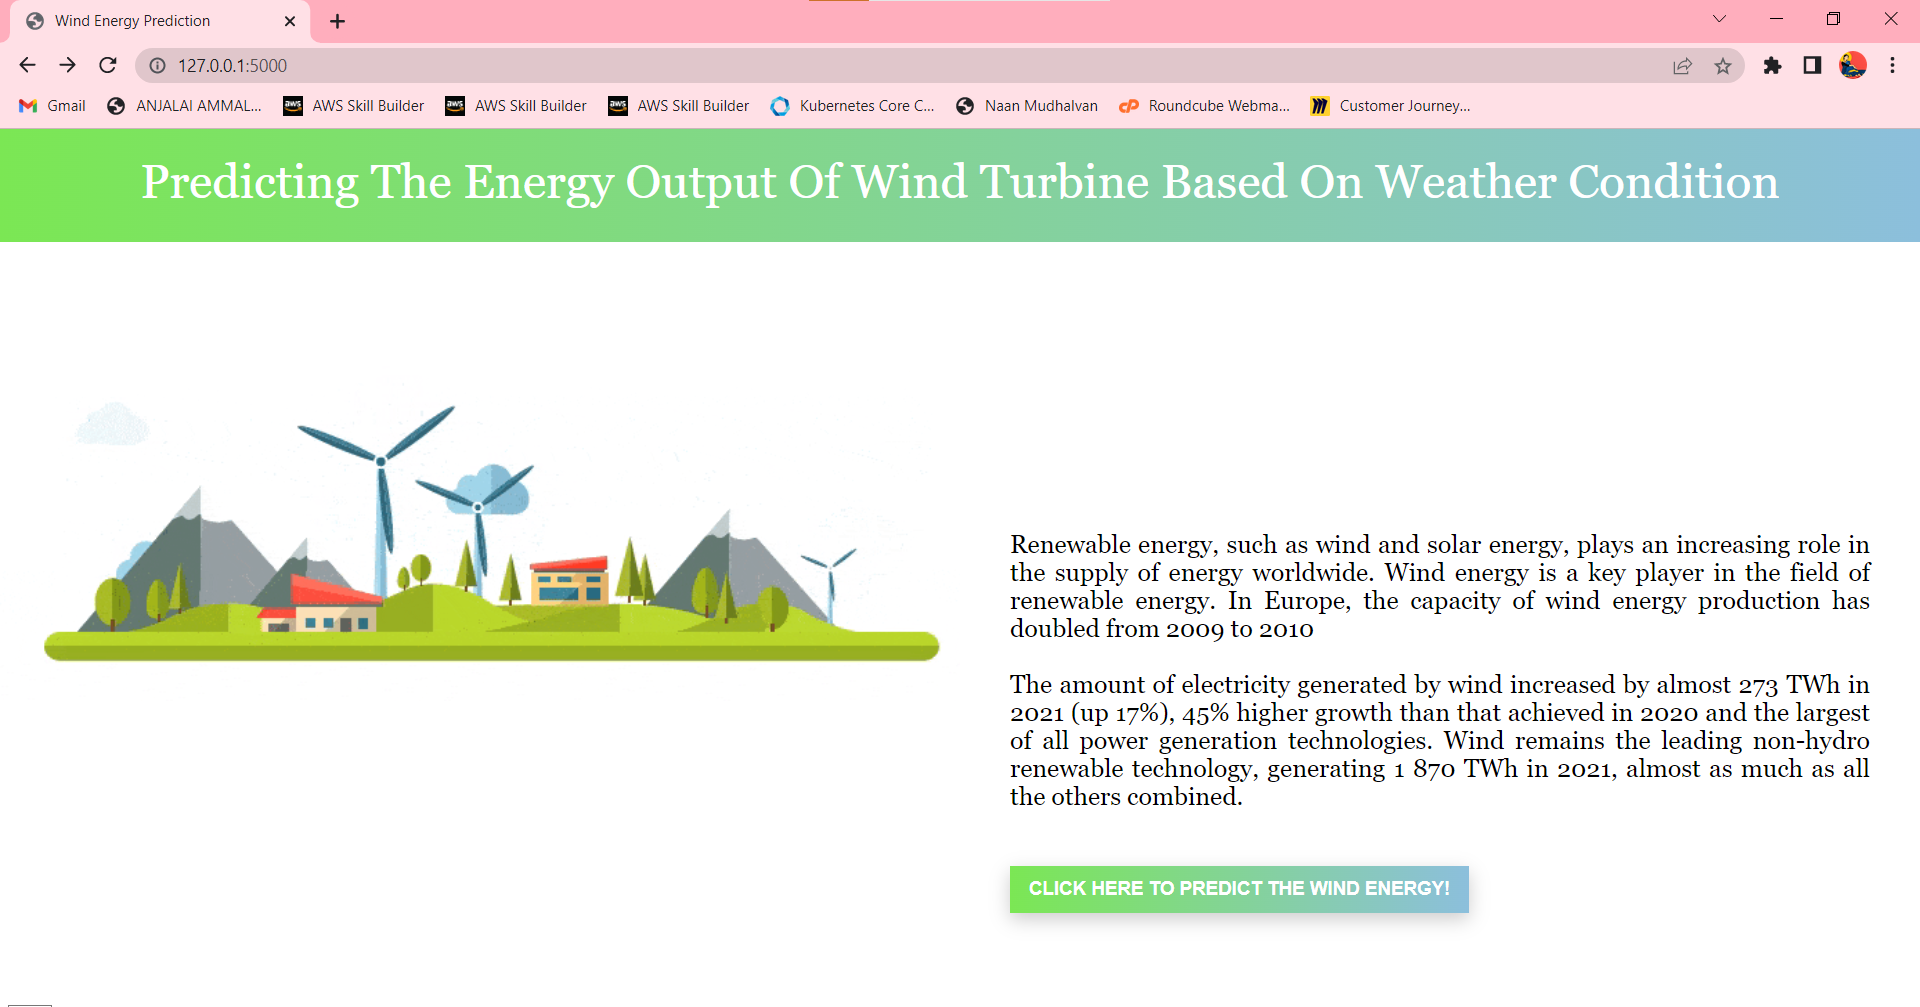 Wind Energy Prediction
127.0.0.1:5000
Gmail ANJALAI AMMAL... AWS Skill Builder AWS Skill Builder AWS Skill Builder Kubernetes Core C... Naan Mudhalvan Roundcube Webma... Customer Journey...
Predicting The Energy Output Of Wind Turbine Based On Weather Condition
Renewable energy, such as wind and solar energy, plays an increasing role in
the supply of energy worldwide. Wind energy is a key player in the field of
renewable energy. In Europe, the capacity of wind energy production has
doubled from 2009 to 2010
The amount of electricity generated by wind increased by almost 273 TWh in
2021 (up 17%), 45% higher growth than that achieved in 2020 and the largest
of all power generation technologies. Wind remains the leading non-hydro
renewable technology, generating 1 870 TWh in 2021, almost as much as all
the others combined.
CLICK HERE TO PREDICT THE WIND ENERGY!